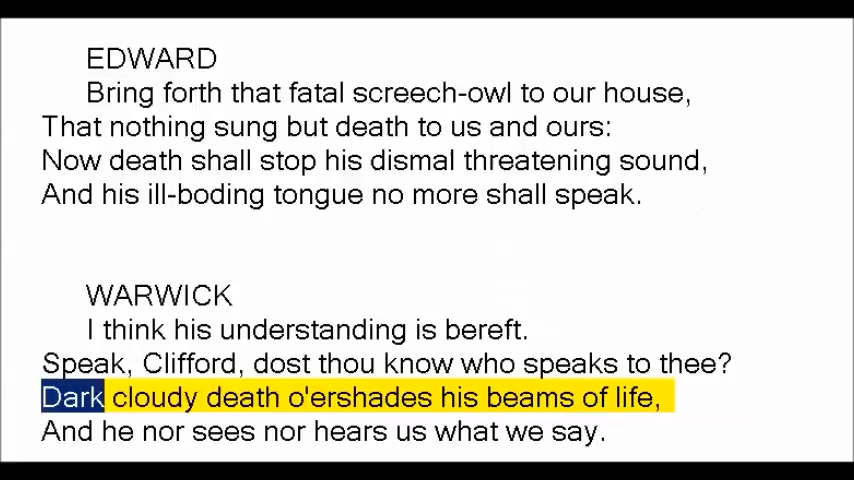 EDWARD
Bring forth that fatal screech-owl to our house,
That nothing sung but death to us and ours:
Now death shall stop his dismal threatening sound,
And his ill-boding tongue no more shall speak.
WARWICK
I think his understanding is bereft.
Speak, Clifford, dost thou know who speaks to thee?
Dark cloudy death o'ershades his beams of life,
And he nor sees nor hears us what we say.